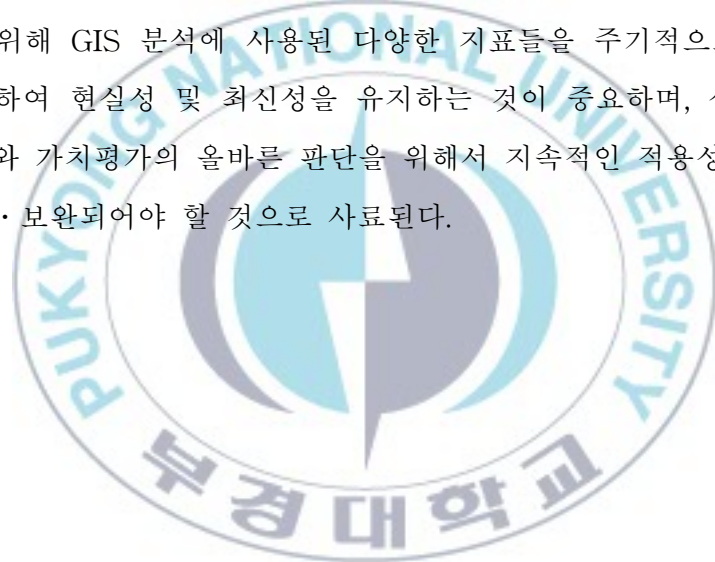 위해 GIS 분석에 사용된 다양한 지표들을 주기적으
하여 현실성 및 최신성을 유지하는 것이 중요하며,
와 가치평가의 올바른 판단을 위해서 지속적인 적용성
·보완되어야 할 것으로 사료된다.
PUKYONG NATIONAL UNIVERSITY
부경대학교